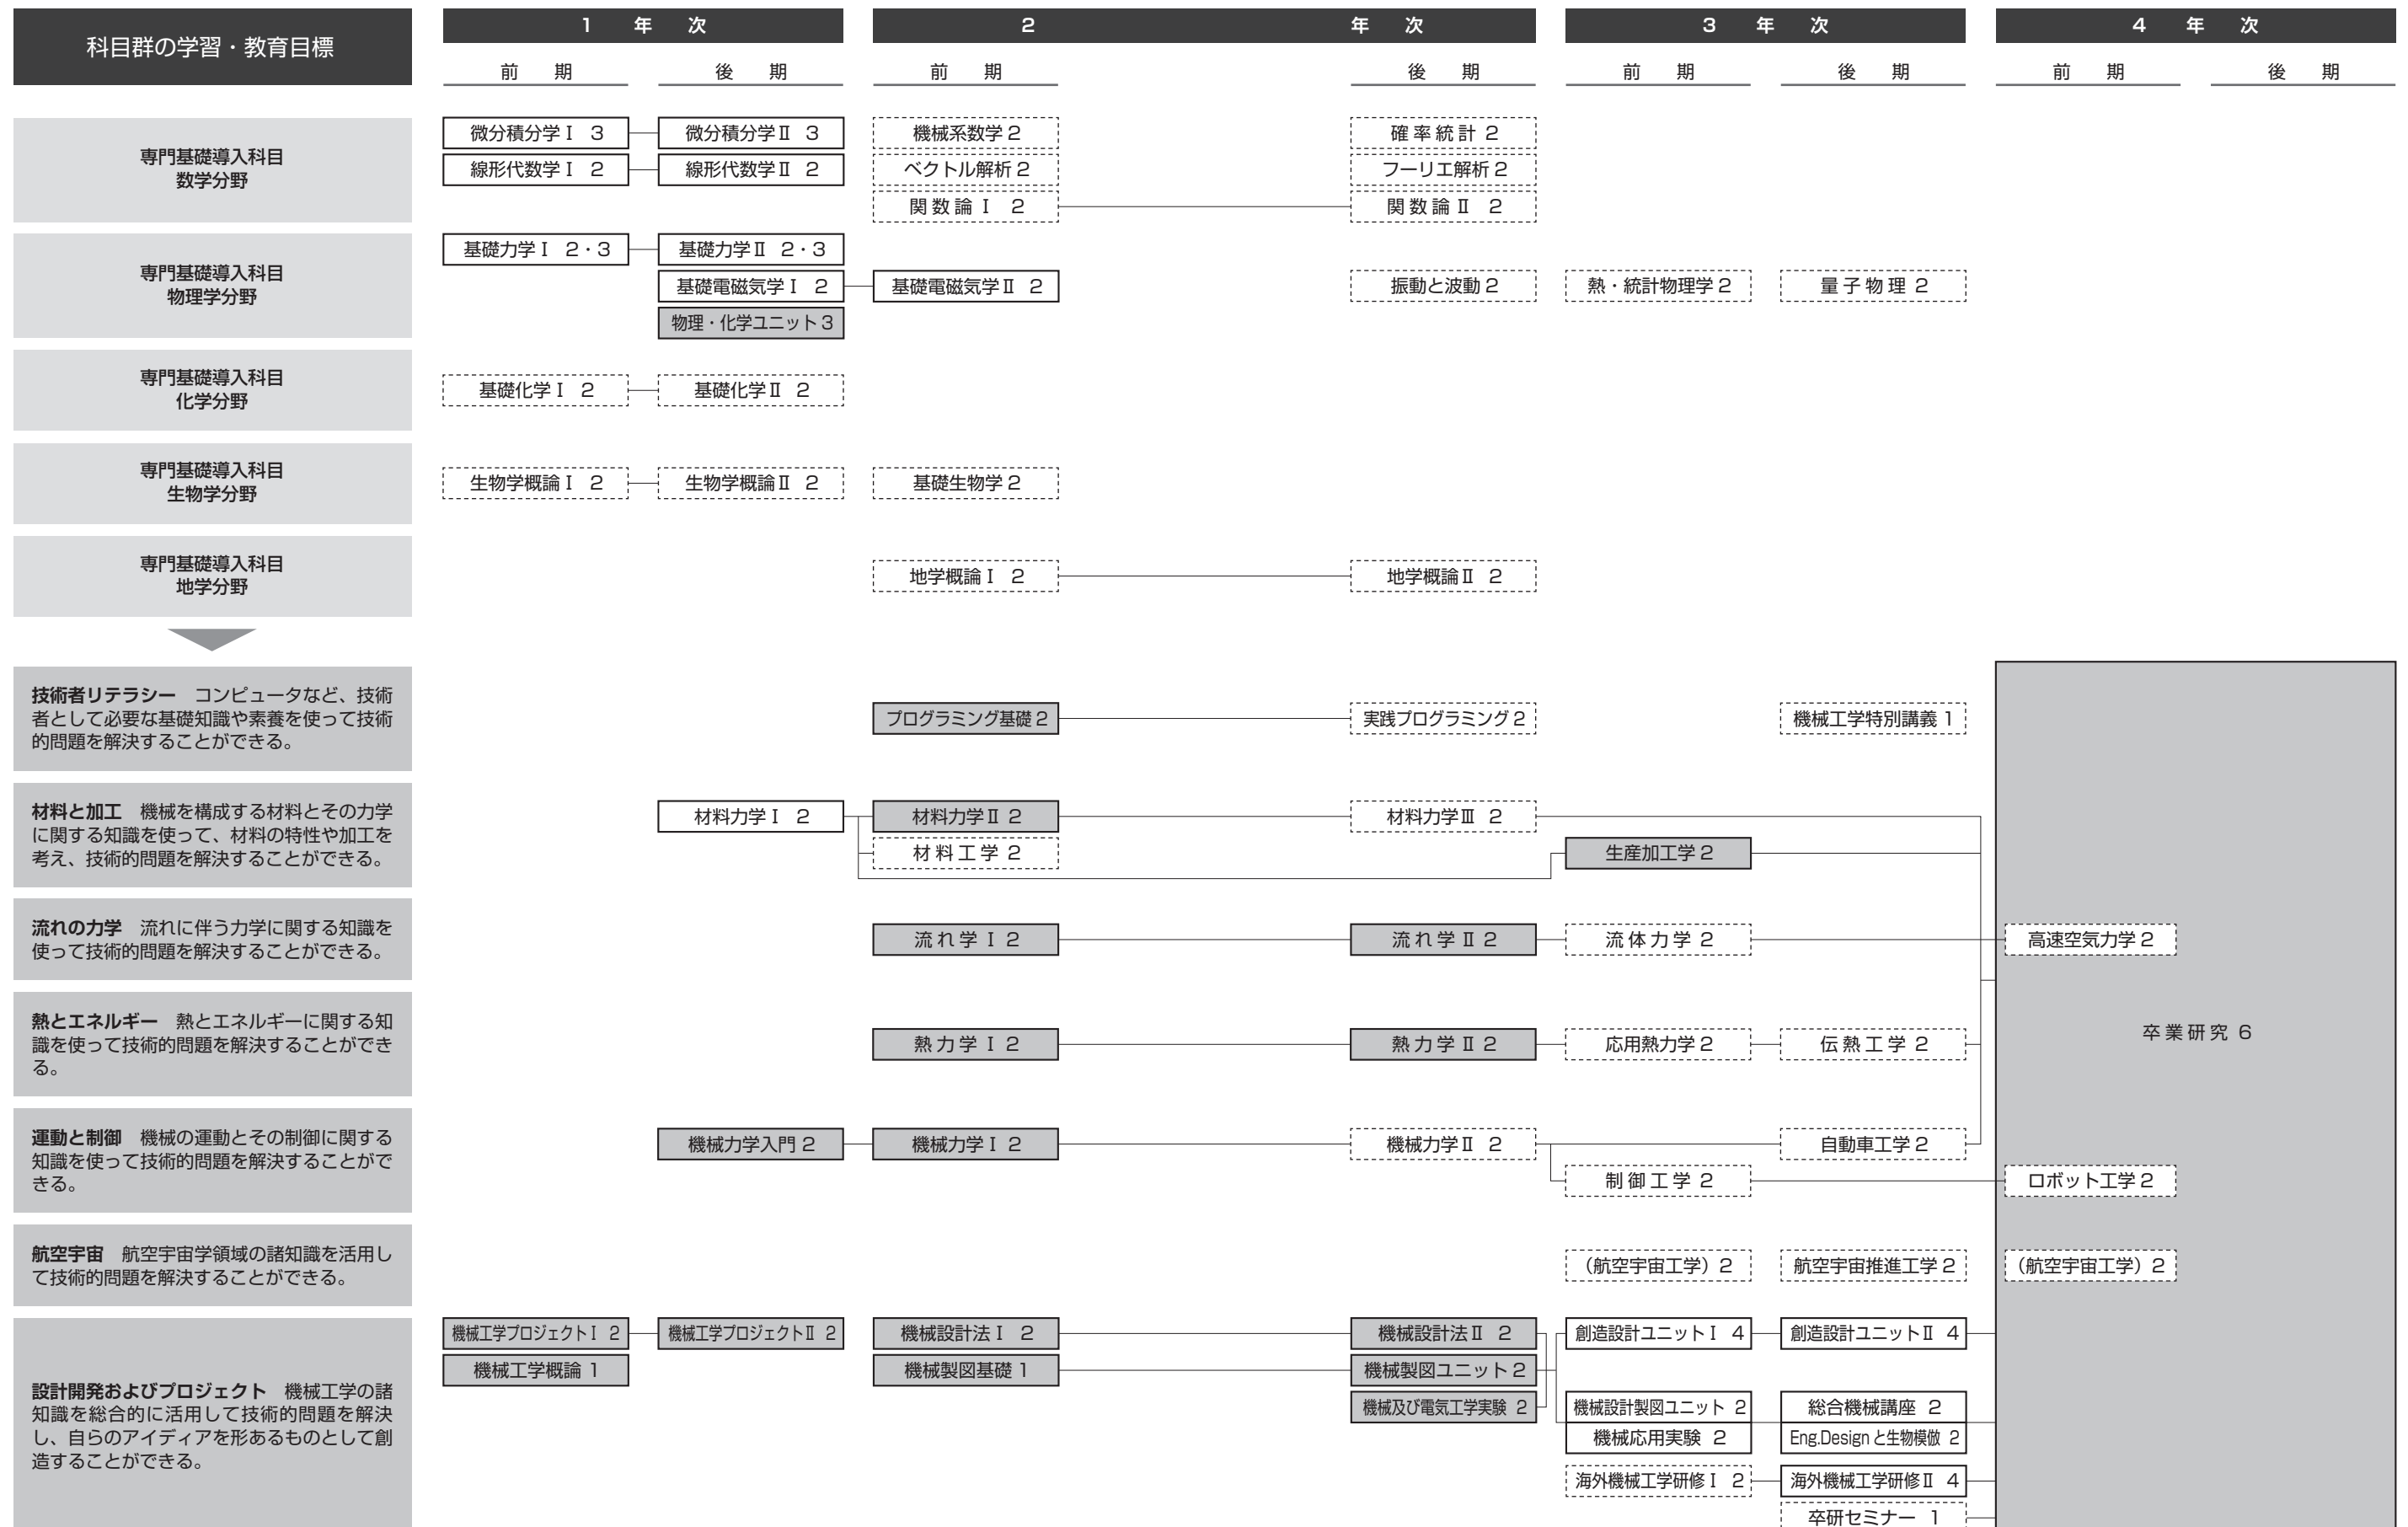 科目群の学習・教育目標
1 年 次
2 年 次
3 年 次
4 年 次
前 期
後 期
前 期
後 期
前 期
後 期
前 期
後 期
専門基礎導入科目
数学分野
微分積分学Ⅰ 3
微分積分学Ⅱ 3
機械系数学 2
確率統計 2
線形代数学Ⅰ 2
線形代数学Ⅱ 2
ベクトル解析 2
フーリエ解析 2
関数論Ⅰ 2
関数論Ⅱ 2
専門基礎導入科目
物理学分野
基礎力学Ⅰ 2・3
基礎力学Ⅱ 2・3
基礎電磁気学Ⅰ 2
基礎電磁気学Ⅱ 2
振動と波動 2
熱・統計物理学 2
量子物理 2
物理・化学ユニット 3
専門基礎導入科目
化学分野
基礎化学Ⅰ 2
基礎化学Ⅱ 2
専門基礎導入科目
生物学分野
生物学概論Ⅰ 2
生物学概論Ⅱ 2
基礎生物学 2
専門基礎導入科目
地学分野
地学概論Ⅰ 2
地学概論Ⅱ 2
技術者リテラシー コンピュータなど、技術
者として必要な基礎知識や素養を使って技術
的問題を解決することができる。
プログラミング基礎 2
実践プログラミング 2
機械工学特別講義 1
材料と加工 機械を構成する材料とその力学
に関する知識を使って、材料の特性や加工を
考え、技術的問題を解決することができる。
材料力学Ⅰ 2
材料力学Ⅱ 2
材料力学Ⅲ 2
材料工学 2
生産加工学 2
流れの力学 流れに伴う力学に関する知識を
使って技術的問題を解決することができる。
流れ学Ⅰ 2
流れ学Ⅱ 2
流体力学 2
高速空気力学 2
熱とエネルギー 熱とエネルギーに関する知
識を使って技術的問題を解決することができ
る。
熱力学Ⅰ 2
熱力学Ⅱ 2
応用熱力学 2
伝熱工学 2
卒業研究 6
運動と制御 機械の運動とその制御に関する
知識を使って技術的問題を解決することがで
きる。
機械力学入門 2
機械力学Ⅰ 2
機械力学Ⅱ 2
自動車工学 2
制御工学 2
ロボット工学 2
航空宇宙 航空宇宙学領域の諸知識を活用し
て技術的問題を解決することができる。
（航空宇宙工学）2
航空宇宙推進工学 2
（航空宇宙工学）2
設計開発およびプロジェクト 機械工学の諸
知識を総合的に活用して技術的問題を解決
し、自らのアイディアを形あるものとして創
造することができる。
機械工学プロジェクトⅠ 2
機械工学プロジェクトⅡ 2
機械設計法Ⅰ 2
機械設計法Ⅱ 2
創造設計ユニットⅠ 4
創造設計ユニットⅡ 4
機械工学概論 1
機械製図基礎 1
機械製図ユニット 2
機械及び電気工学実験 2
機械設計製図ユニット 2
総合機械講座 2
機械応用実験 2
Eng.Designと生物模倣 2
海外機械工学研修Ⅰ 2
海外機械工学研修Ⅱ 4
卒研セミナー 1